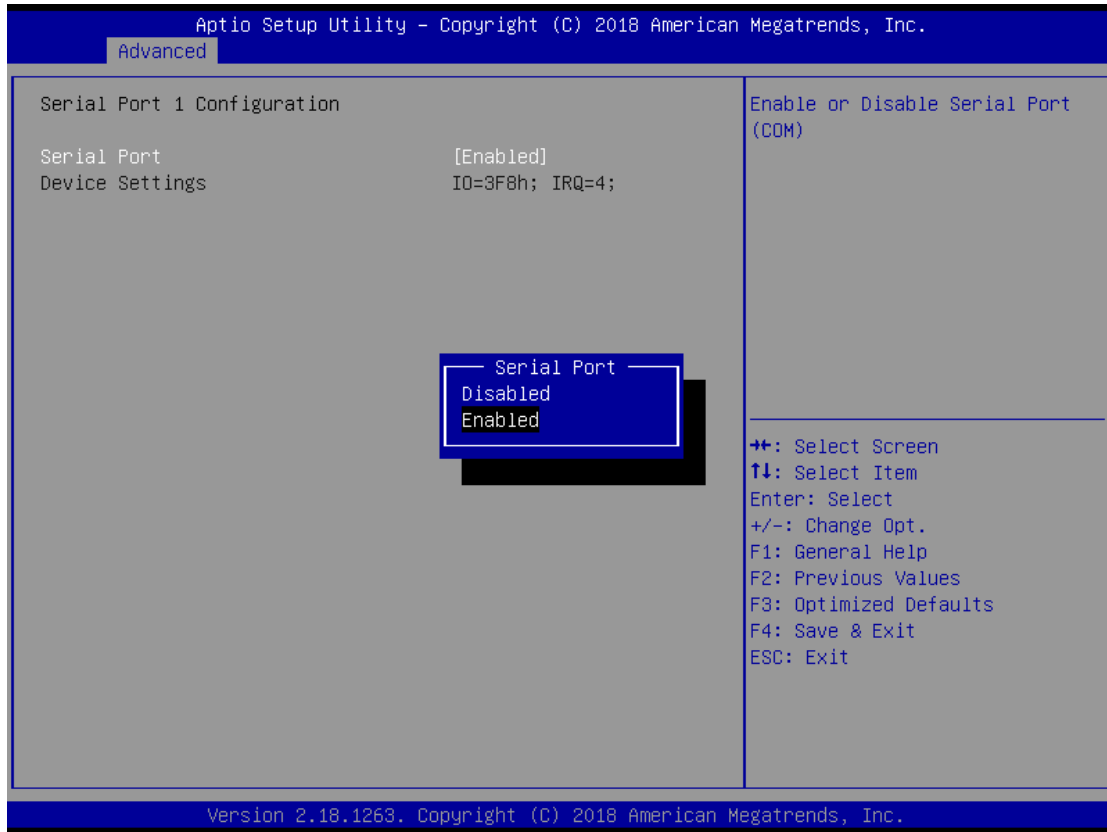 Aptio Setup Utility – Copyright (C) 2018 American Megatrends, Inc.
Advanced
Serial Port 1 Configuration
Serial Port [Enabled]
Device Settings IO=3F8h; IRQ=4;
Serial Port
Disabled
Enabled
Enable or Disable Serial Port
(COM)
→←: Select Screen
↑↓: Select Item
Enter: Select
+/-: Change Opt.
F1: General Help
F2: Previous Values
F3: Optimized Defaults
F4: Save & Exit
ESC: Exit
Version 2.18.1263. Copyright (C) 2018 American Megatrends, Inc.